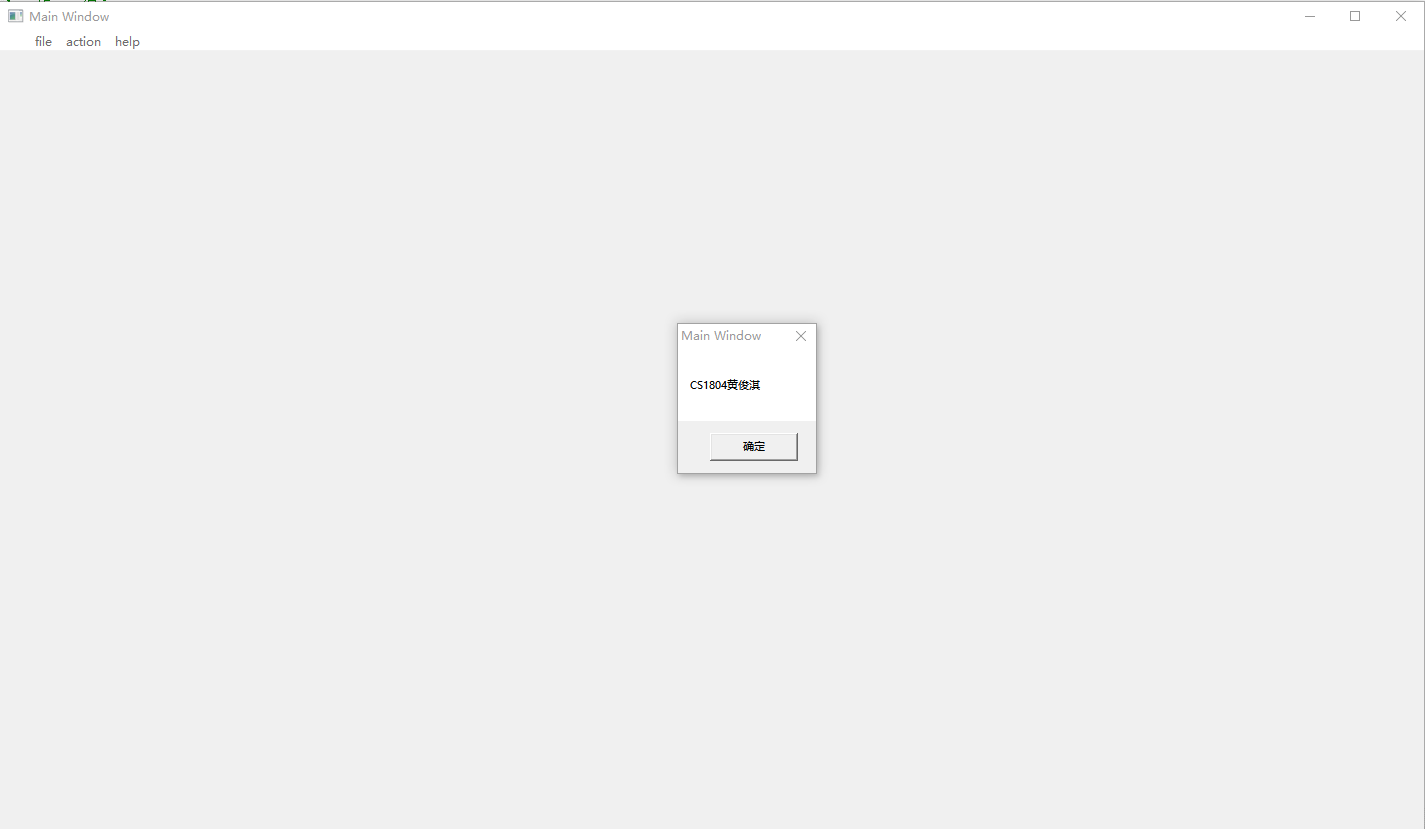 Main Window
file action help
Main Window
CS1804黄俊淇
确定